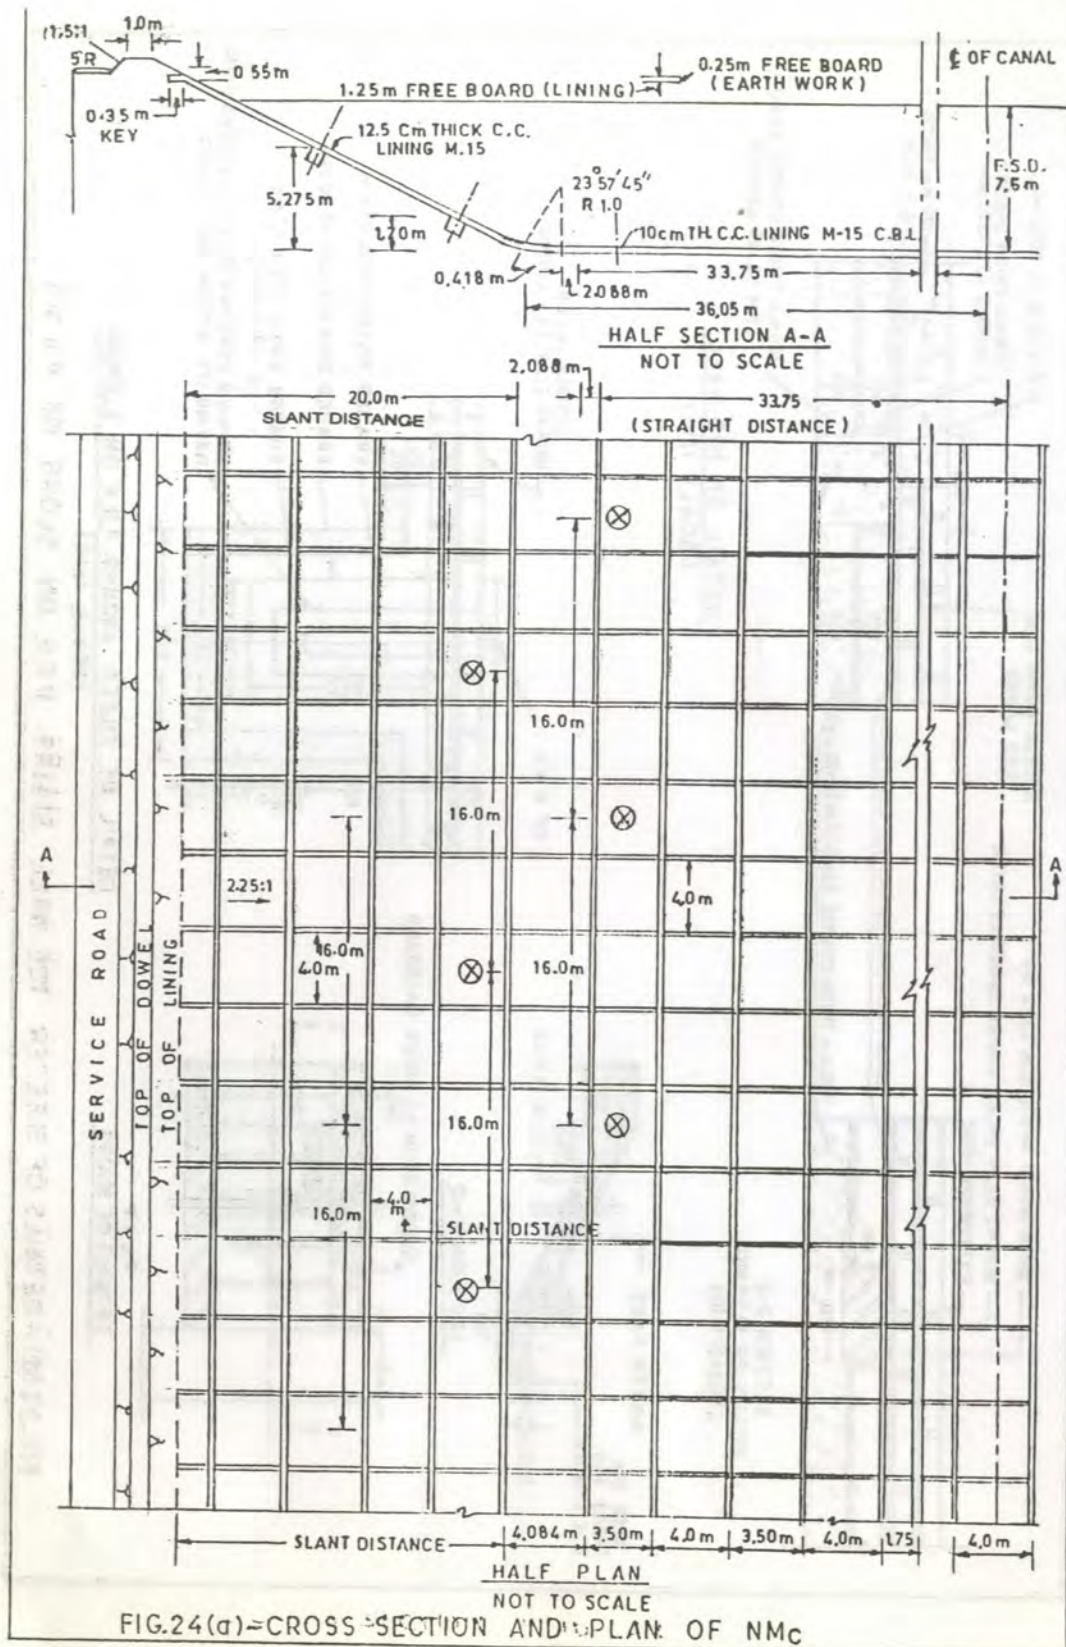 1.5:1
1.0m
S R
0.55m
0.35m
KEY
1.25m FREE BOARD (LINING)
0.25m FREE BOARD
(EARTH WORK)
℄ OF CANAL
12.5 Cm THICK C.C.
LINING M.15
23°57'45"
R 1.0
F.S.D.
7.6m
5.275m
10cm TH. C.C. LINING M-15 C.B.L
0.418m
2.088m
33.75m
36.05m
HALF SECTION A-A
NOT TO SCALE
2.088m
20.0m
SLANT DISTANCE
33.75
(STRAIGHT DISTANCE)
16.0m
16.0m
A
A
2.25:1
4.0m
16.0m
4.0m
16.0m
SERVICE ROAD
TOP OF DOWEL
TOP OF LINING
16.0m
16.0m
4.0
m
SLANT DISTANCE
SLANT DISTANCE
4.084m
3.50m
4.0m
3.50m
4.0m
1.75
4.0m
HALF PLAN
NOT TO SCALE
FIG.24(a)=CROSS-SECTION AND PLAN OF NMc